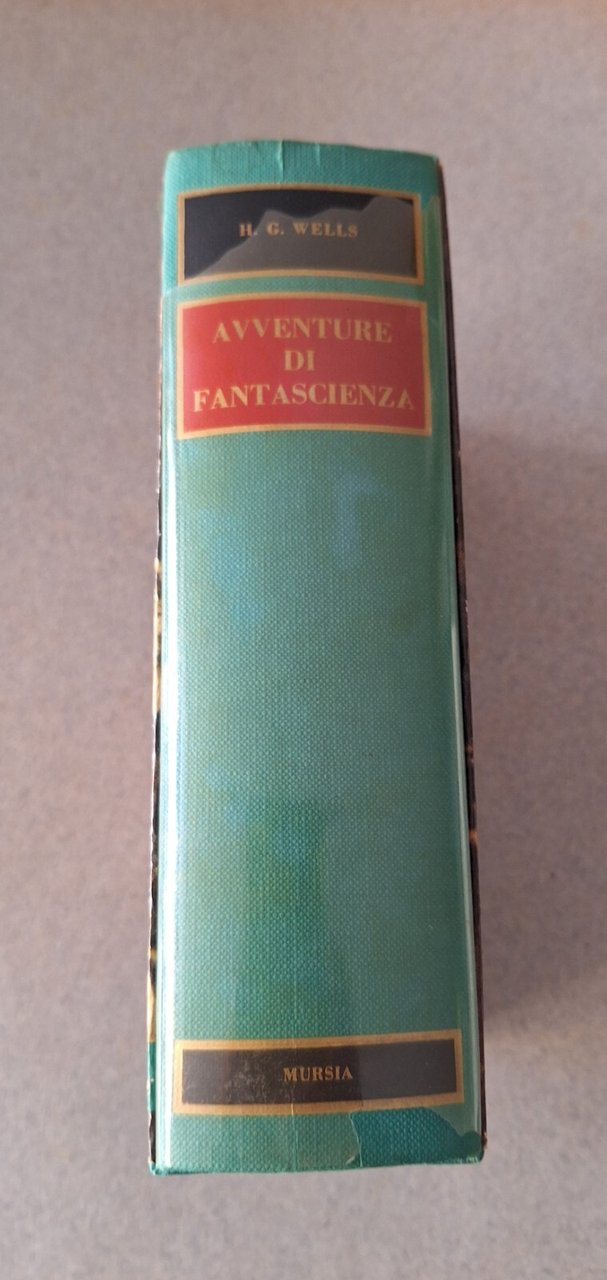 H. G. WELLS
AVVENTURE
DI
FANTASCIENZA
MURSIA